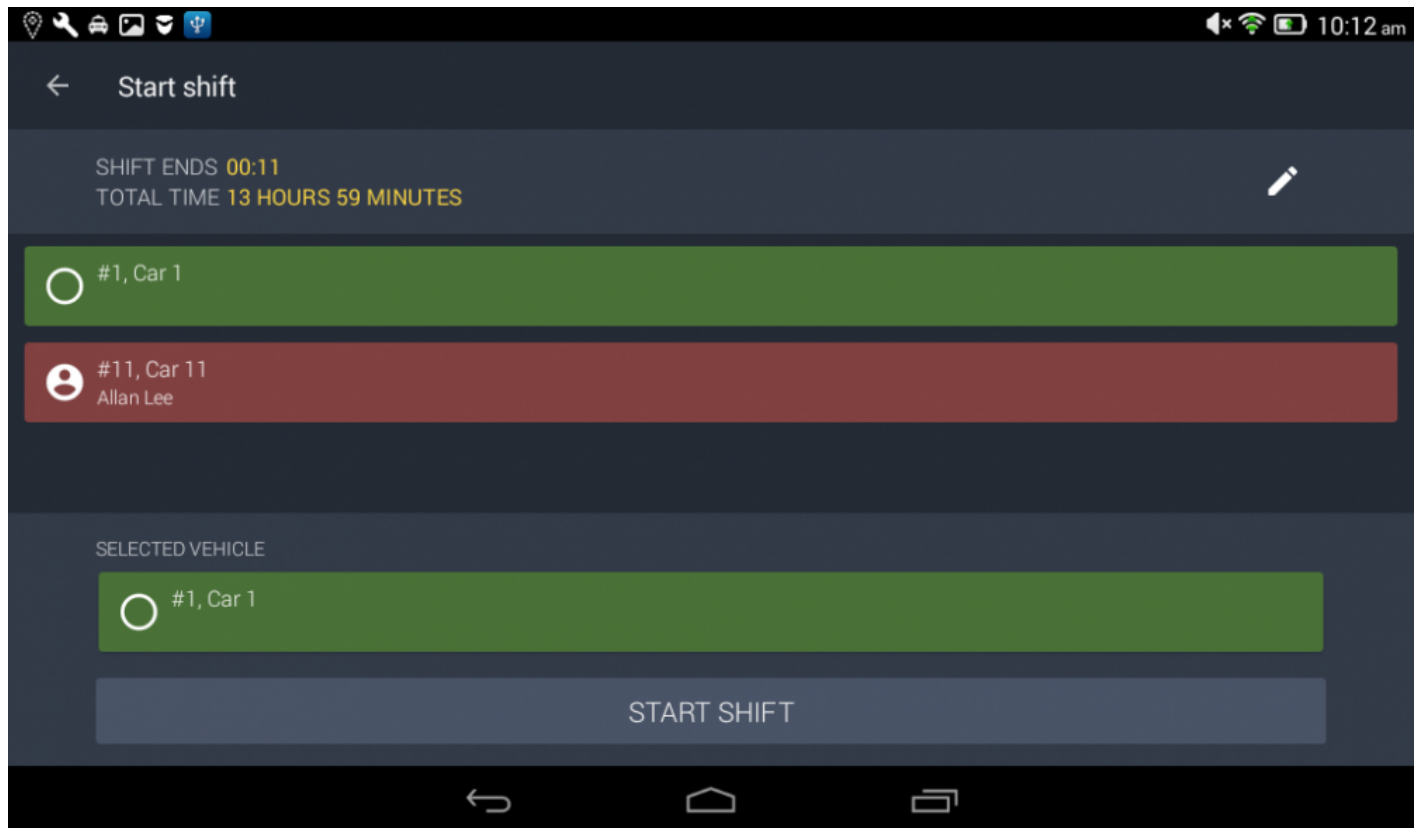 10:12 am
Start shift
SHIFT ENDS 00:11
TOTAL TIME 13 HOURS 59 MINUTES
#1, Car 1
#11, Car 11
Allan Lee
SELECTED VEHICLE
#1, Car 1
START SHIFT